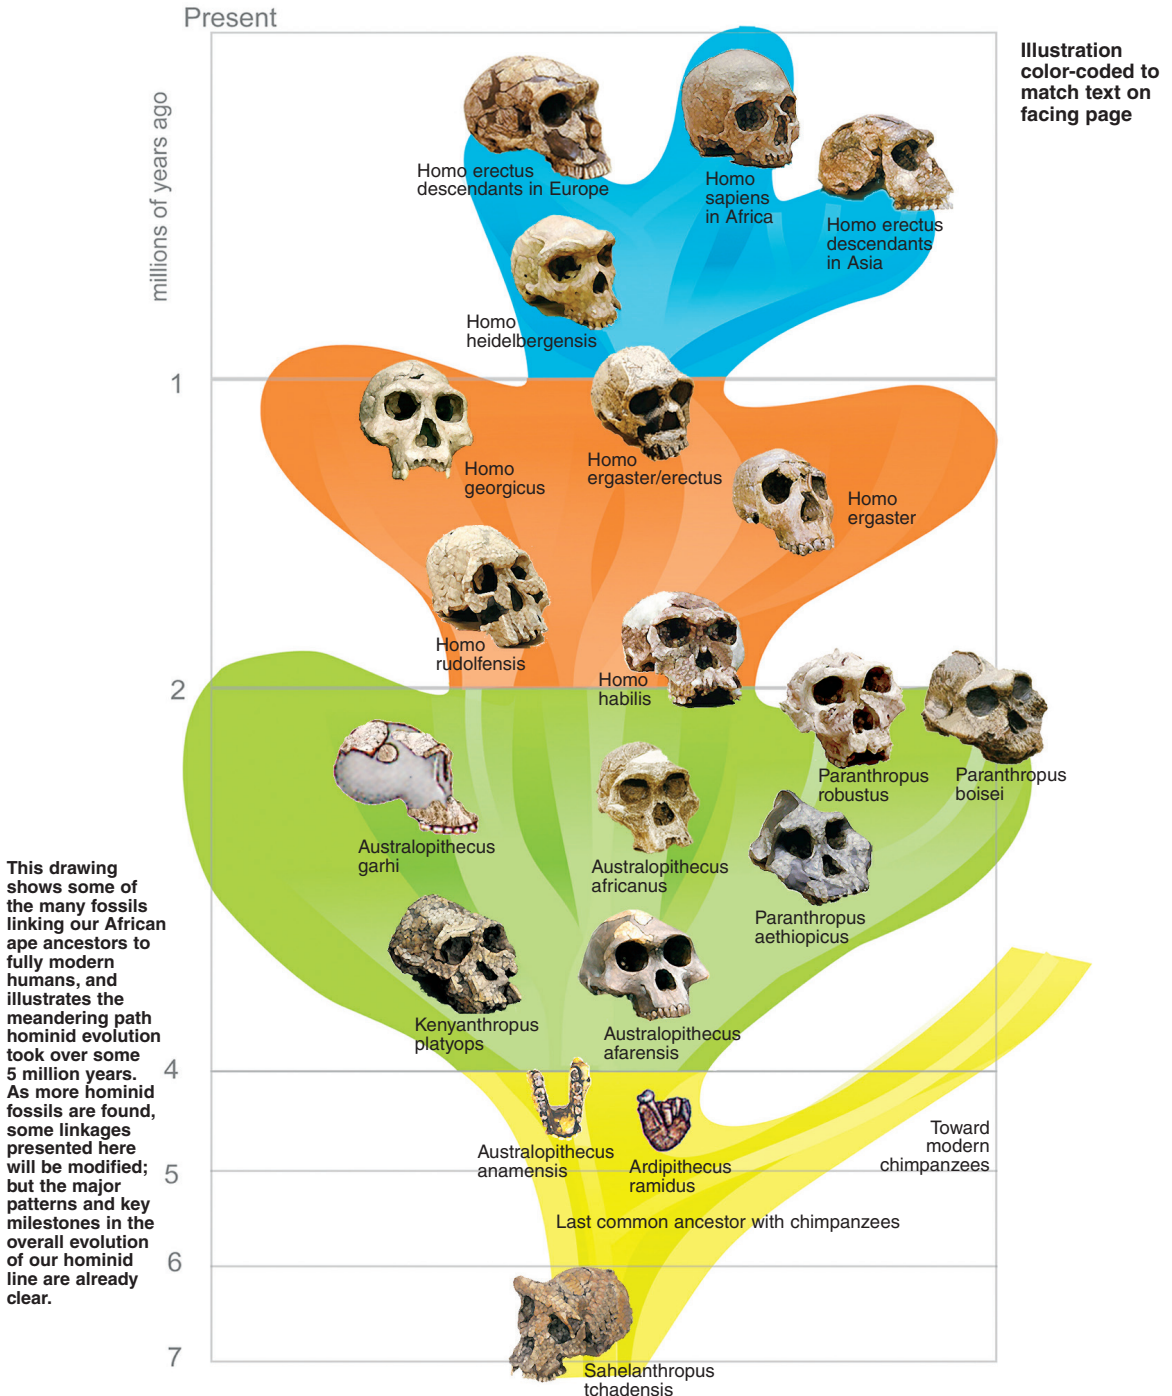 Present
Illustration
color-coded to
match text on
facing page
millions of years ago
Homo erectus
descendants in Europe
Homo
sapiens
in Africa
Homo erectus
descendants
in Asia
Homo
heidelbergensis
1
Homo
georgicus
Homo
ergaster/erectus
Homo
ergaster
Homo
rudolfensis
Homo
habilis
2
Paranthropus
robustus
Paranthropus
boisei
Australopithecus
garhi
Australopithecus
africanus
Paranthropus
aethiopicus
This drawing
shows some of
the many fossils
linking our African
ape ancestors to
fully modern
humans, and
illustrates the
meandering path
hominid evolution
took over some
5 million years.
As more hominid
fossils are found,
some linkages
presented here
will be modified;
but the major
patterns and key
milestones in the
overall evolution
of our hominid
line are already
clear.
Kenyanthropus
platyops
Australopithecus
afarensis
4
Australopithecus
anamensis
Ardipithecus
ramidus
Toward
modern
chimpanzees
5
Last common ancestor with chimpanzees
6
7
Sahelanthropus
tchadensis